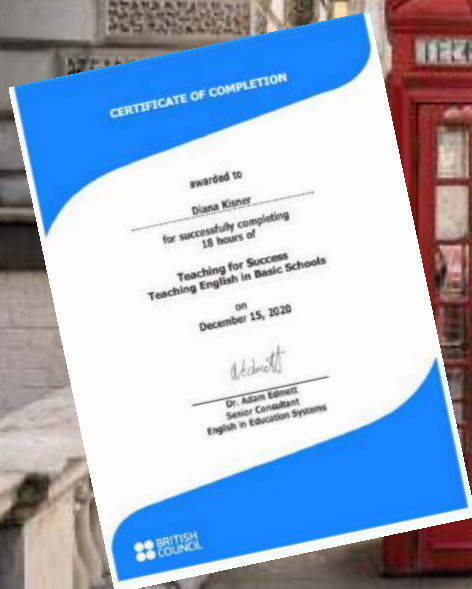 CERTIFICATE OF COMPLETION
awarded to
Diana Kisner
for successfully completing
18 hours of
Teaching for Success
Teaching English in Basic Schools
on
December 15, 2020
Dr. Adam Edmett
Senior Consultant
English in Education Systems
BRITISH
COUNCIL